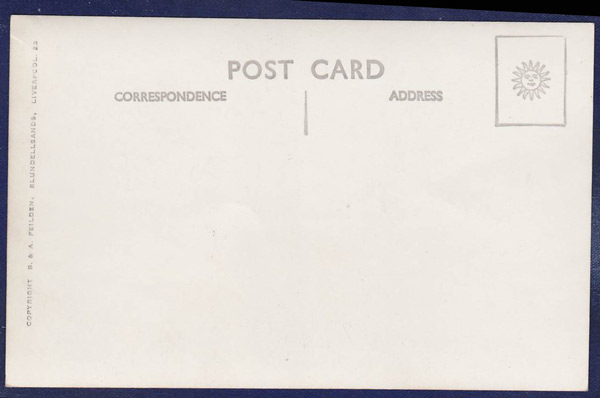 POST CARD
CORRESPONDENCE
ADDRESS
COPYRIGHT B. & A. FEILDEN. BLUNDELLSANDS, LIVERPOOL. 23